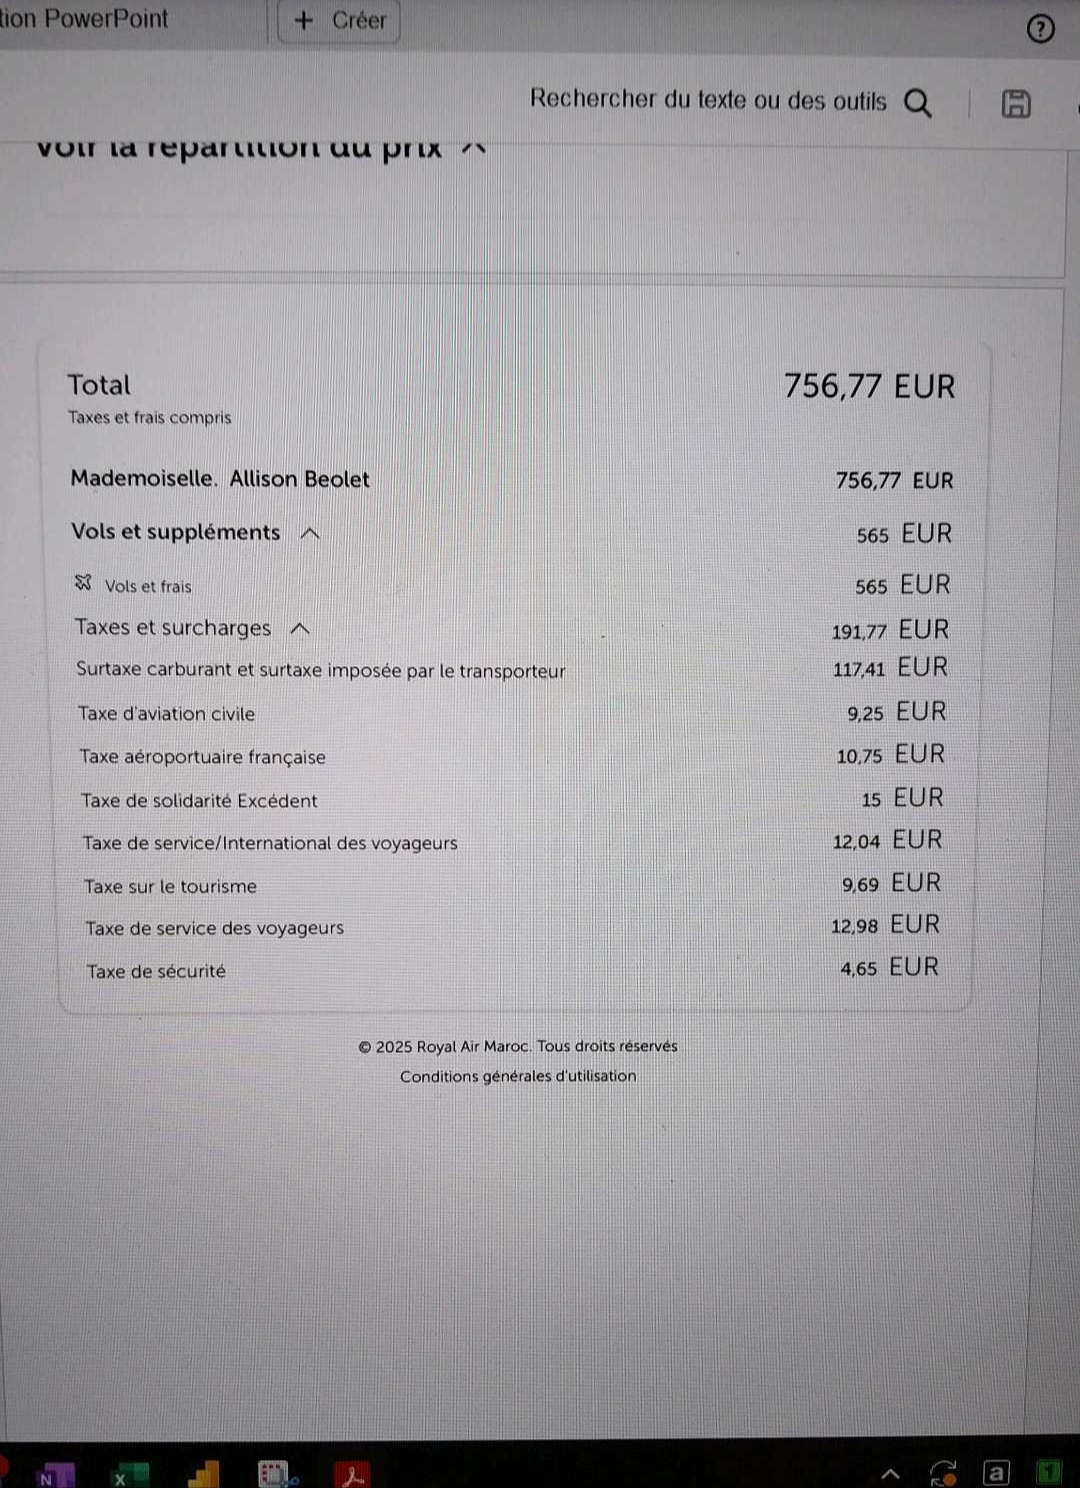 tion PowerPoint
+ Créer
?
Rechercher du texte ou des outils
Voir la répartition du prix
Total 756,77 EUR
Taxes et frais compris
Mademoiselle. Allison Beolet 756,77 EUR
Vols et suppléments 565 EUR
Vols et frais 565 EUR
Taxes et surcharges 191,77 EUR
Surtaxe carburant et surtaxe imposée par le transporteur 117,41 EUR
Taxe d'aviation civile 9,25 EUR
Taxe aéroportuaire française 10,75 EUR
Taxe de solidarité Excédent 15 EUR
Taxe de service/International des voyageurs 12,04 EUR
Taxe sur le tourisme 9,69 EUR
Taxe de service des voyageurs 12,98 EUR
Taxe de sécurité 4,65 EUR
© 2025 Royal Air Maroc. Tous droits réservés
Conditions générales d'utilisation
N
X
a
1